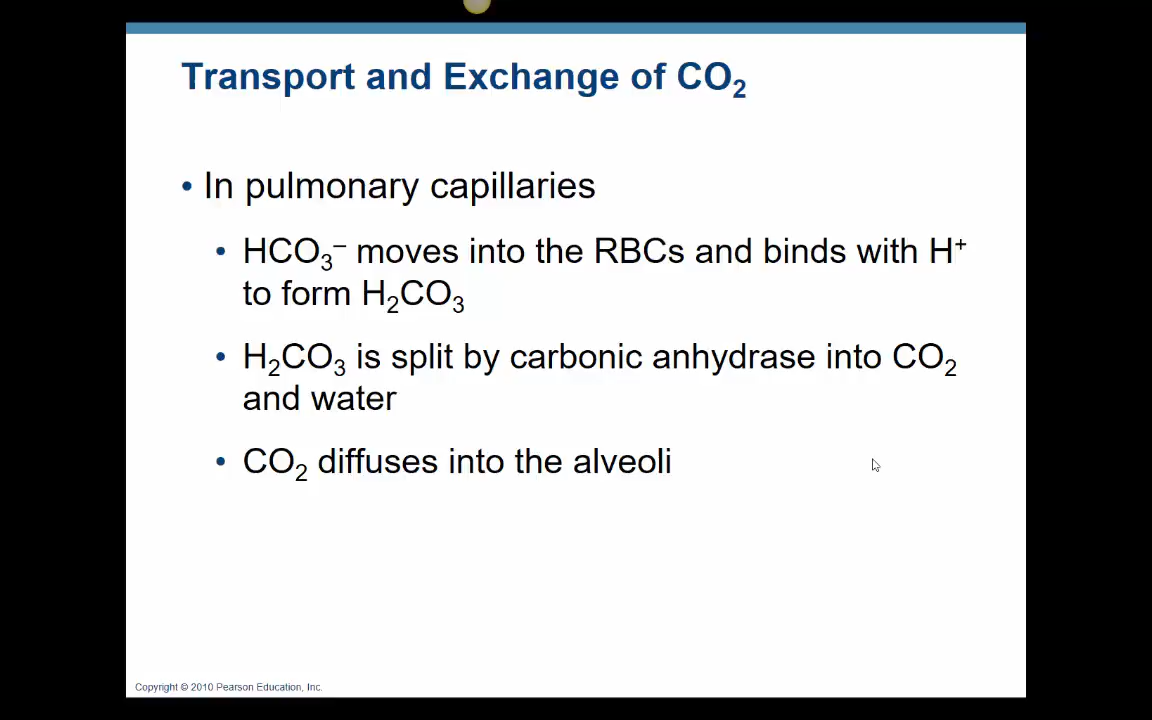 Transport and Exchange of CO₂
• In pulmonary capillaries
• HCO₃⁻ moves into the RBCs and binds with H⁺
to form H₂CO₃
• H₂CO₃ is split by carbonic anhydrase into CO₂
and water
• CO₂ diffuses into the alveoli
Copyright © 2010 Pearson Education, Inc.